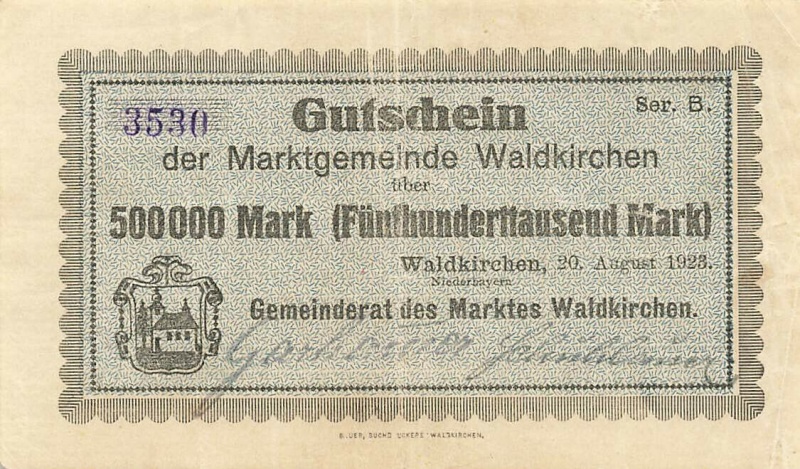 3530
Gutschein
Ser. B.
der Marktgemeinde Waldkirchen
über
500000 Mark (Fünfhunderttausend Mark)
Waldkirchen, 20. August 1923.
Niederbayern
Gemeinderat des Marktes Waldkirchen.
WALDKIRCHEN.